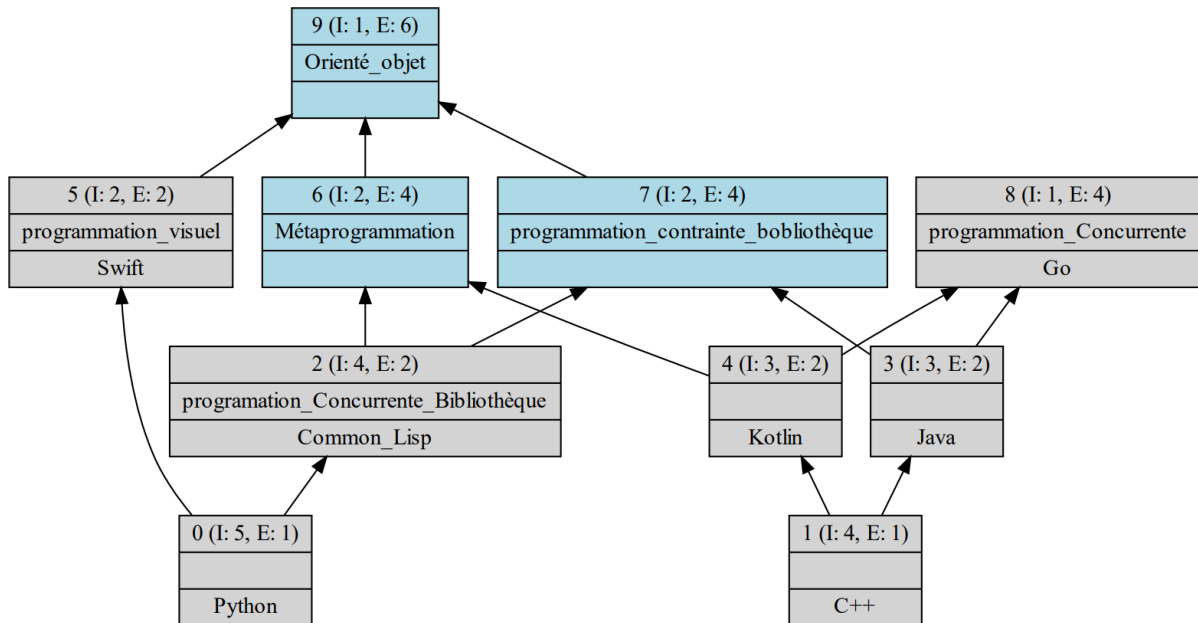 9 (I: 1, E: 6)
Orienté_objet
5 (I: 2, E: 2)
programmation_visuel
Swift
6 (I: 2, E: 4)
Métaprogrammation
7 (I: 2, E: 4)
programmation_contrainte_bobliothèque
8 (I: 1, E: 4)
programmation_Concurrente
Go
2 (I: 4, E: 2)
programation_Concurrente_Bibliothèque
Common_Lisp
4 (I: 3, E: 2)
Kotlin
3 (I: 3, E: 2)
Java
0 (I: 5, E: 1)
Python
1 (I: 4, E: 1)
C++